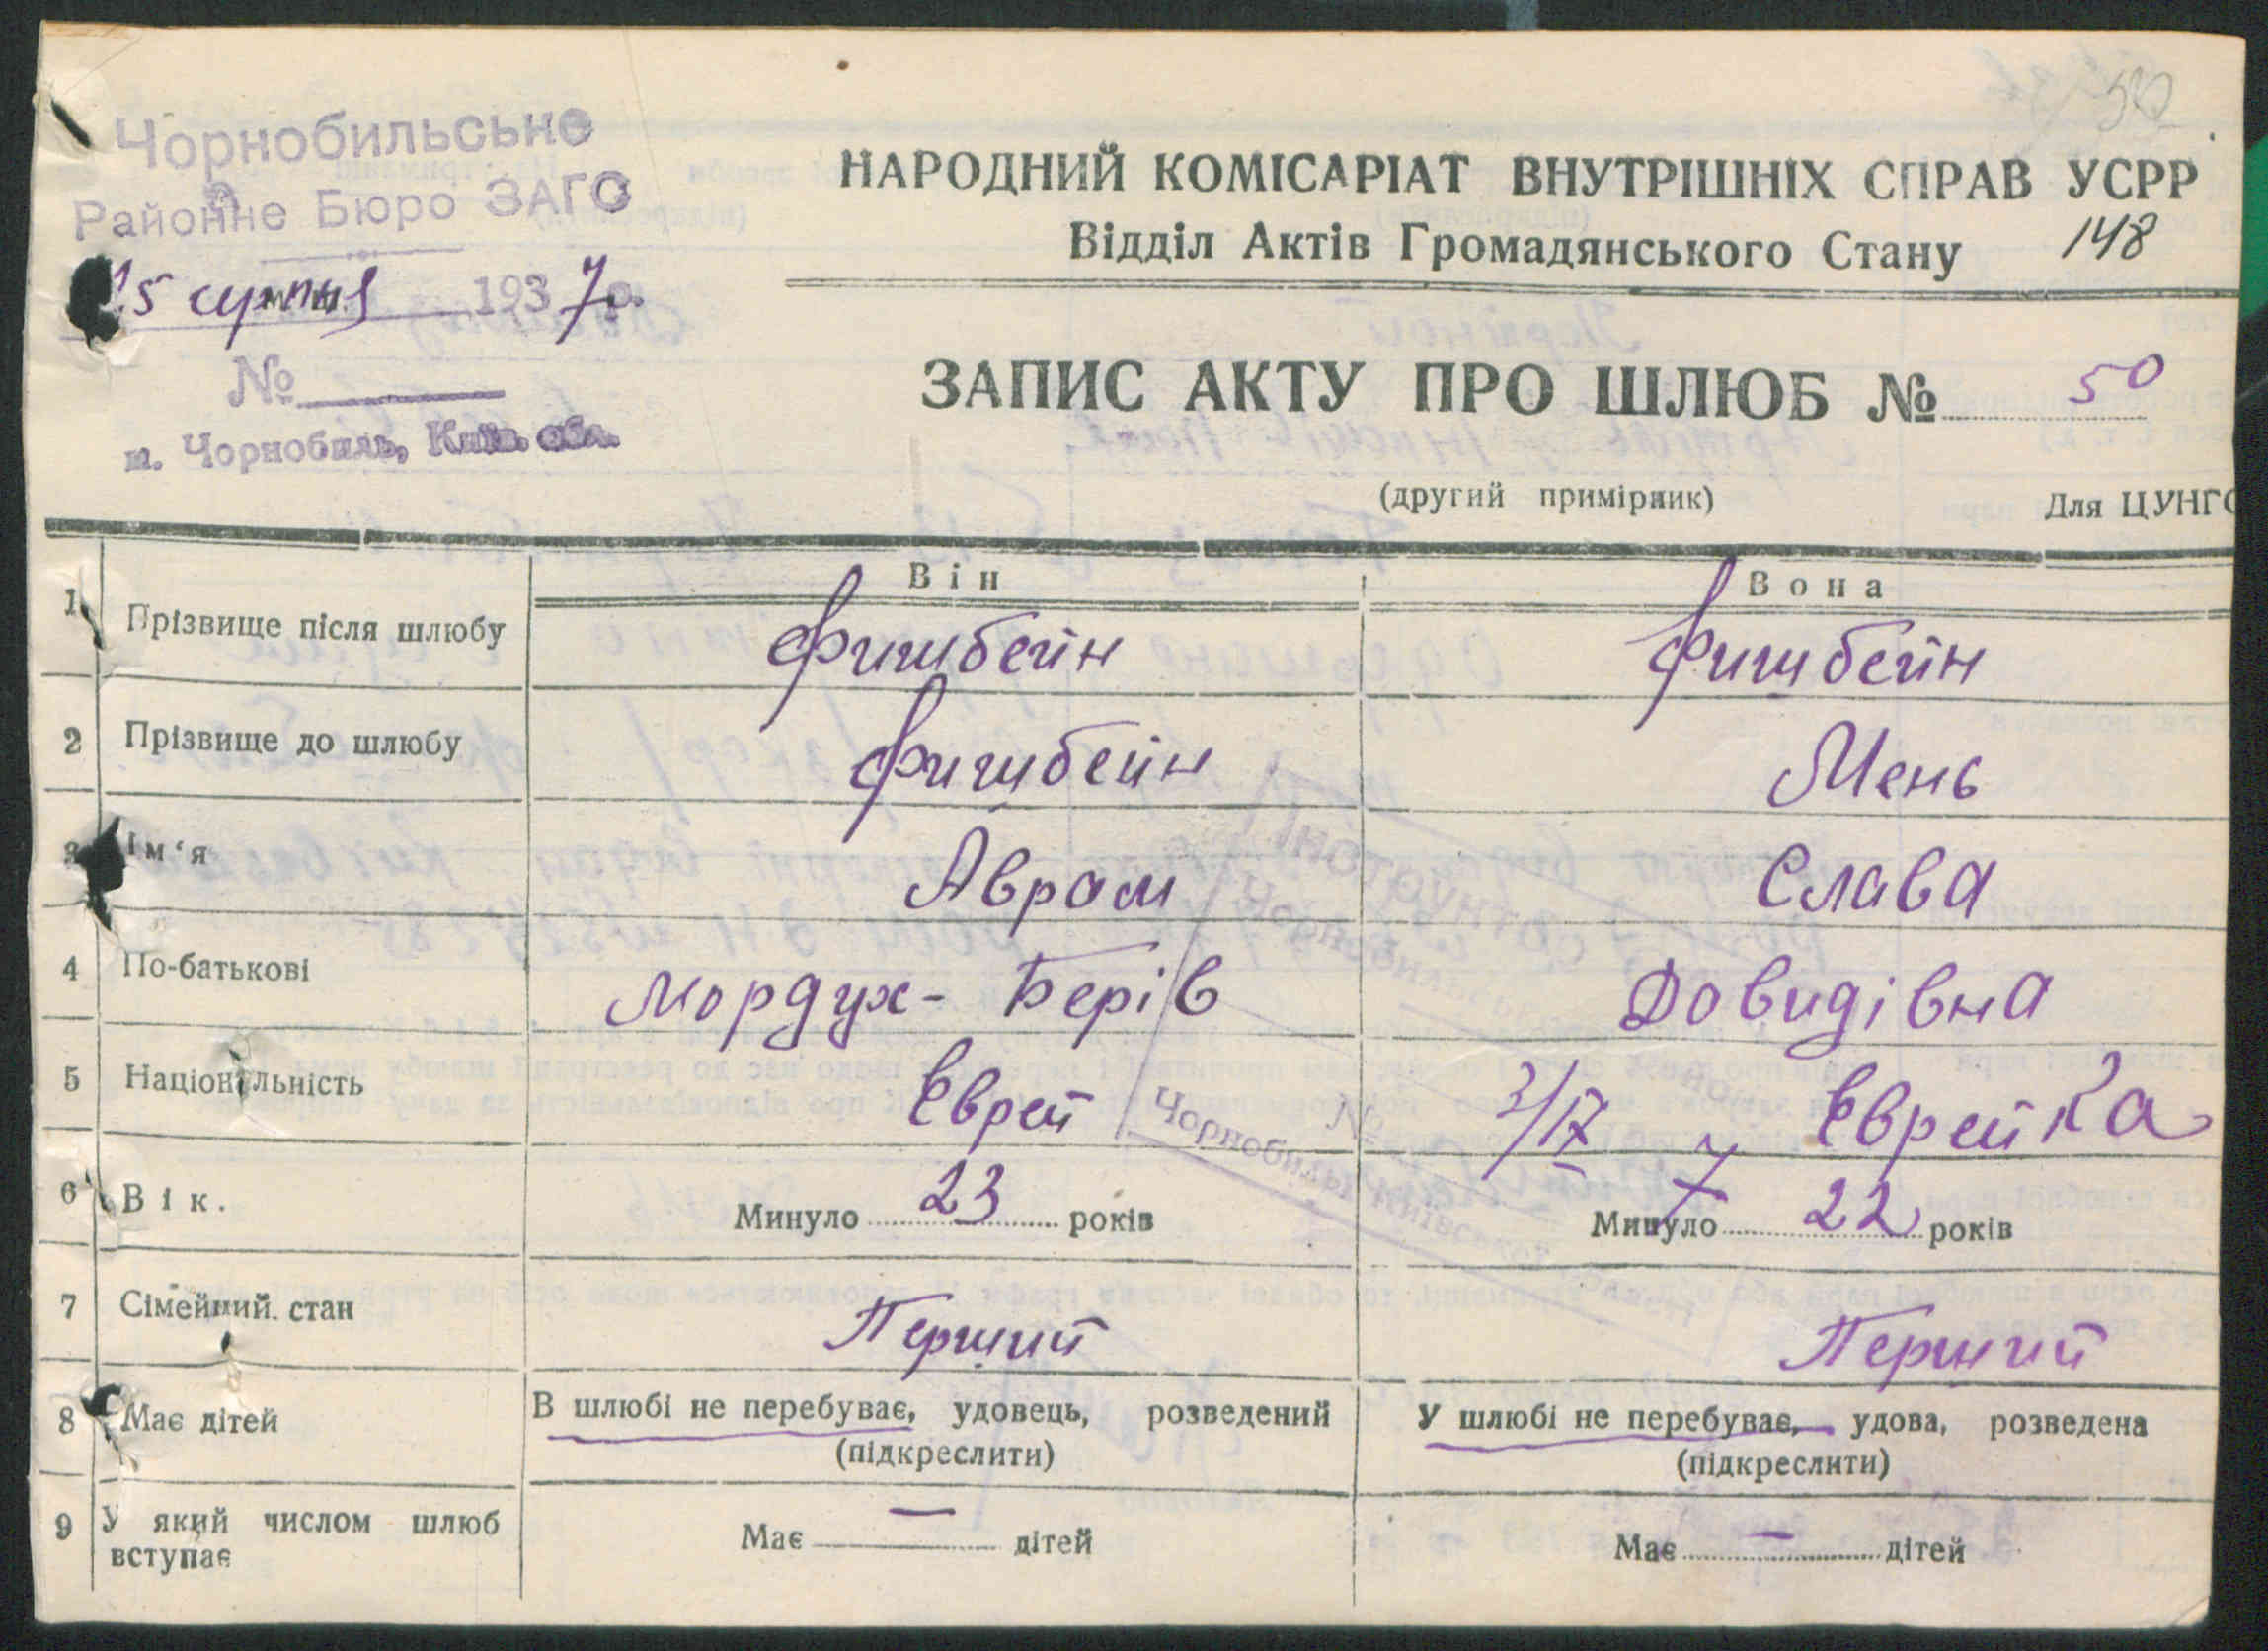 Чорнобильське
Районне Бюро ЗАГС
15 серпня 1937 р.
№
м. Чорнобиль, Київ. обл.
50
НАРОДНИЙ КОМІСАРІАТ ВНУТРІШНІХ СПРАВ УСРР
Відділ Актів Громадянського Стану 148
ЗАПИС АКТУ ПРО ШЛЮБ № 50
(другий примірник) Для ЦУНГО
Він Вона
1 Прізвище після шлюбу Фишбейн Фишбейн
2 Прізвище до шлюбу Фишбейн Мень
3 Ім‘я Аврам Слава
4 По-батькові Мордух-Берів Довидівна
5 Національність Єврей Єврейка
6 Вік. Минуло 23 років Минуло 22 років
7 Сімейний стан Перший Перший
8 Має дітей В шлюбі не перебуває, удовець, розведений У шлюбі не перебуває, удова, розведена
(підкреслити) (підкреслити)
9 У який числом шлюб вступає Має — дітей Має — дітей